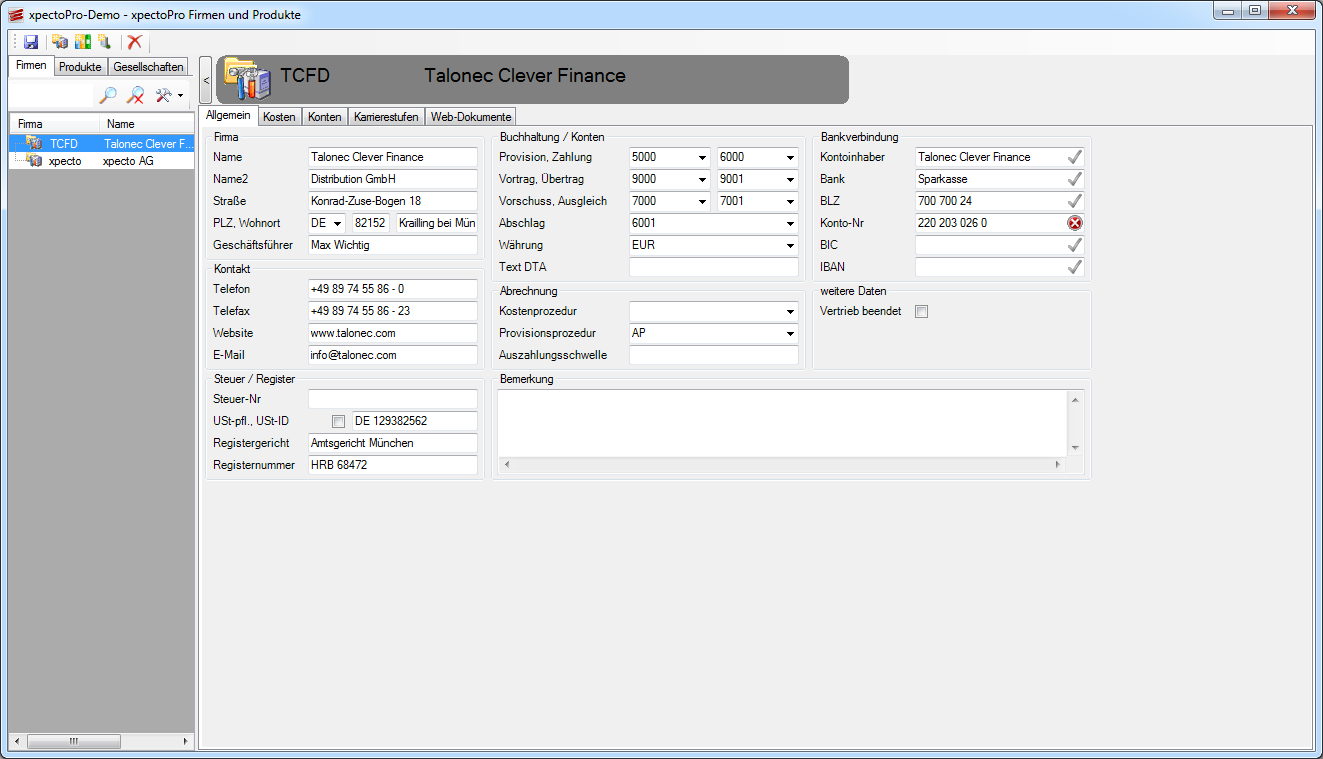 xpectoPro-Demo - xpectoPro Firmen und Produkte
Firmen Produkte Gesellschaften
Firma Name
TCFD Talonec Clever F...
xpecto xpecto AG
< TCFD Talonec Clever Finance
Allgemein Kosten Konten Karrierestufen Web-Dokumente
Firma
Name Talonec Clever Finance
Name2 Distribution GmbH
Straße Konrad-Zuse-Bogen 18
PLZ, Wohnort DE 82152 Krailling bei Mün
Geschäftsführer Max Wichtig
Kontakt
Telefon +49 89 74 55 86 - 0
Telefax +49 89 74 55 86 - 23
Website www.talonec.com
E-Mail info@talonec.com
Steuer / Register
Steuer-Nr
USt-pfl., USt-ID DE 129382562
Registergericht Amtsgericht München
Registernummer HRB 68472
Buchhaltung / Konten
Provision, Zahlung 5000 6000
Vortrag, Übertrag 9000 9001
Vorschuss, Ausgleich 7000 7001
Abschlag 6001
Währung EUR
Text DTA
Abrechnung
Kostenprozedur
Provisionsprozedur AP
Auszahlungsschwelle
Bemerkung
Bankverbindung
Kontoinhaber Talonec Clever Finance
Bank Sparkasse
BLZ 700 700 24
Konto-Nr 220 203 026 0
BIC
IBAN
weitere Daten
Vertrieb beendet